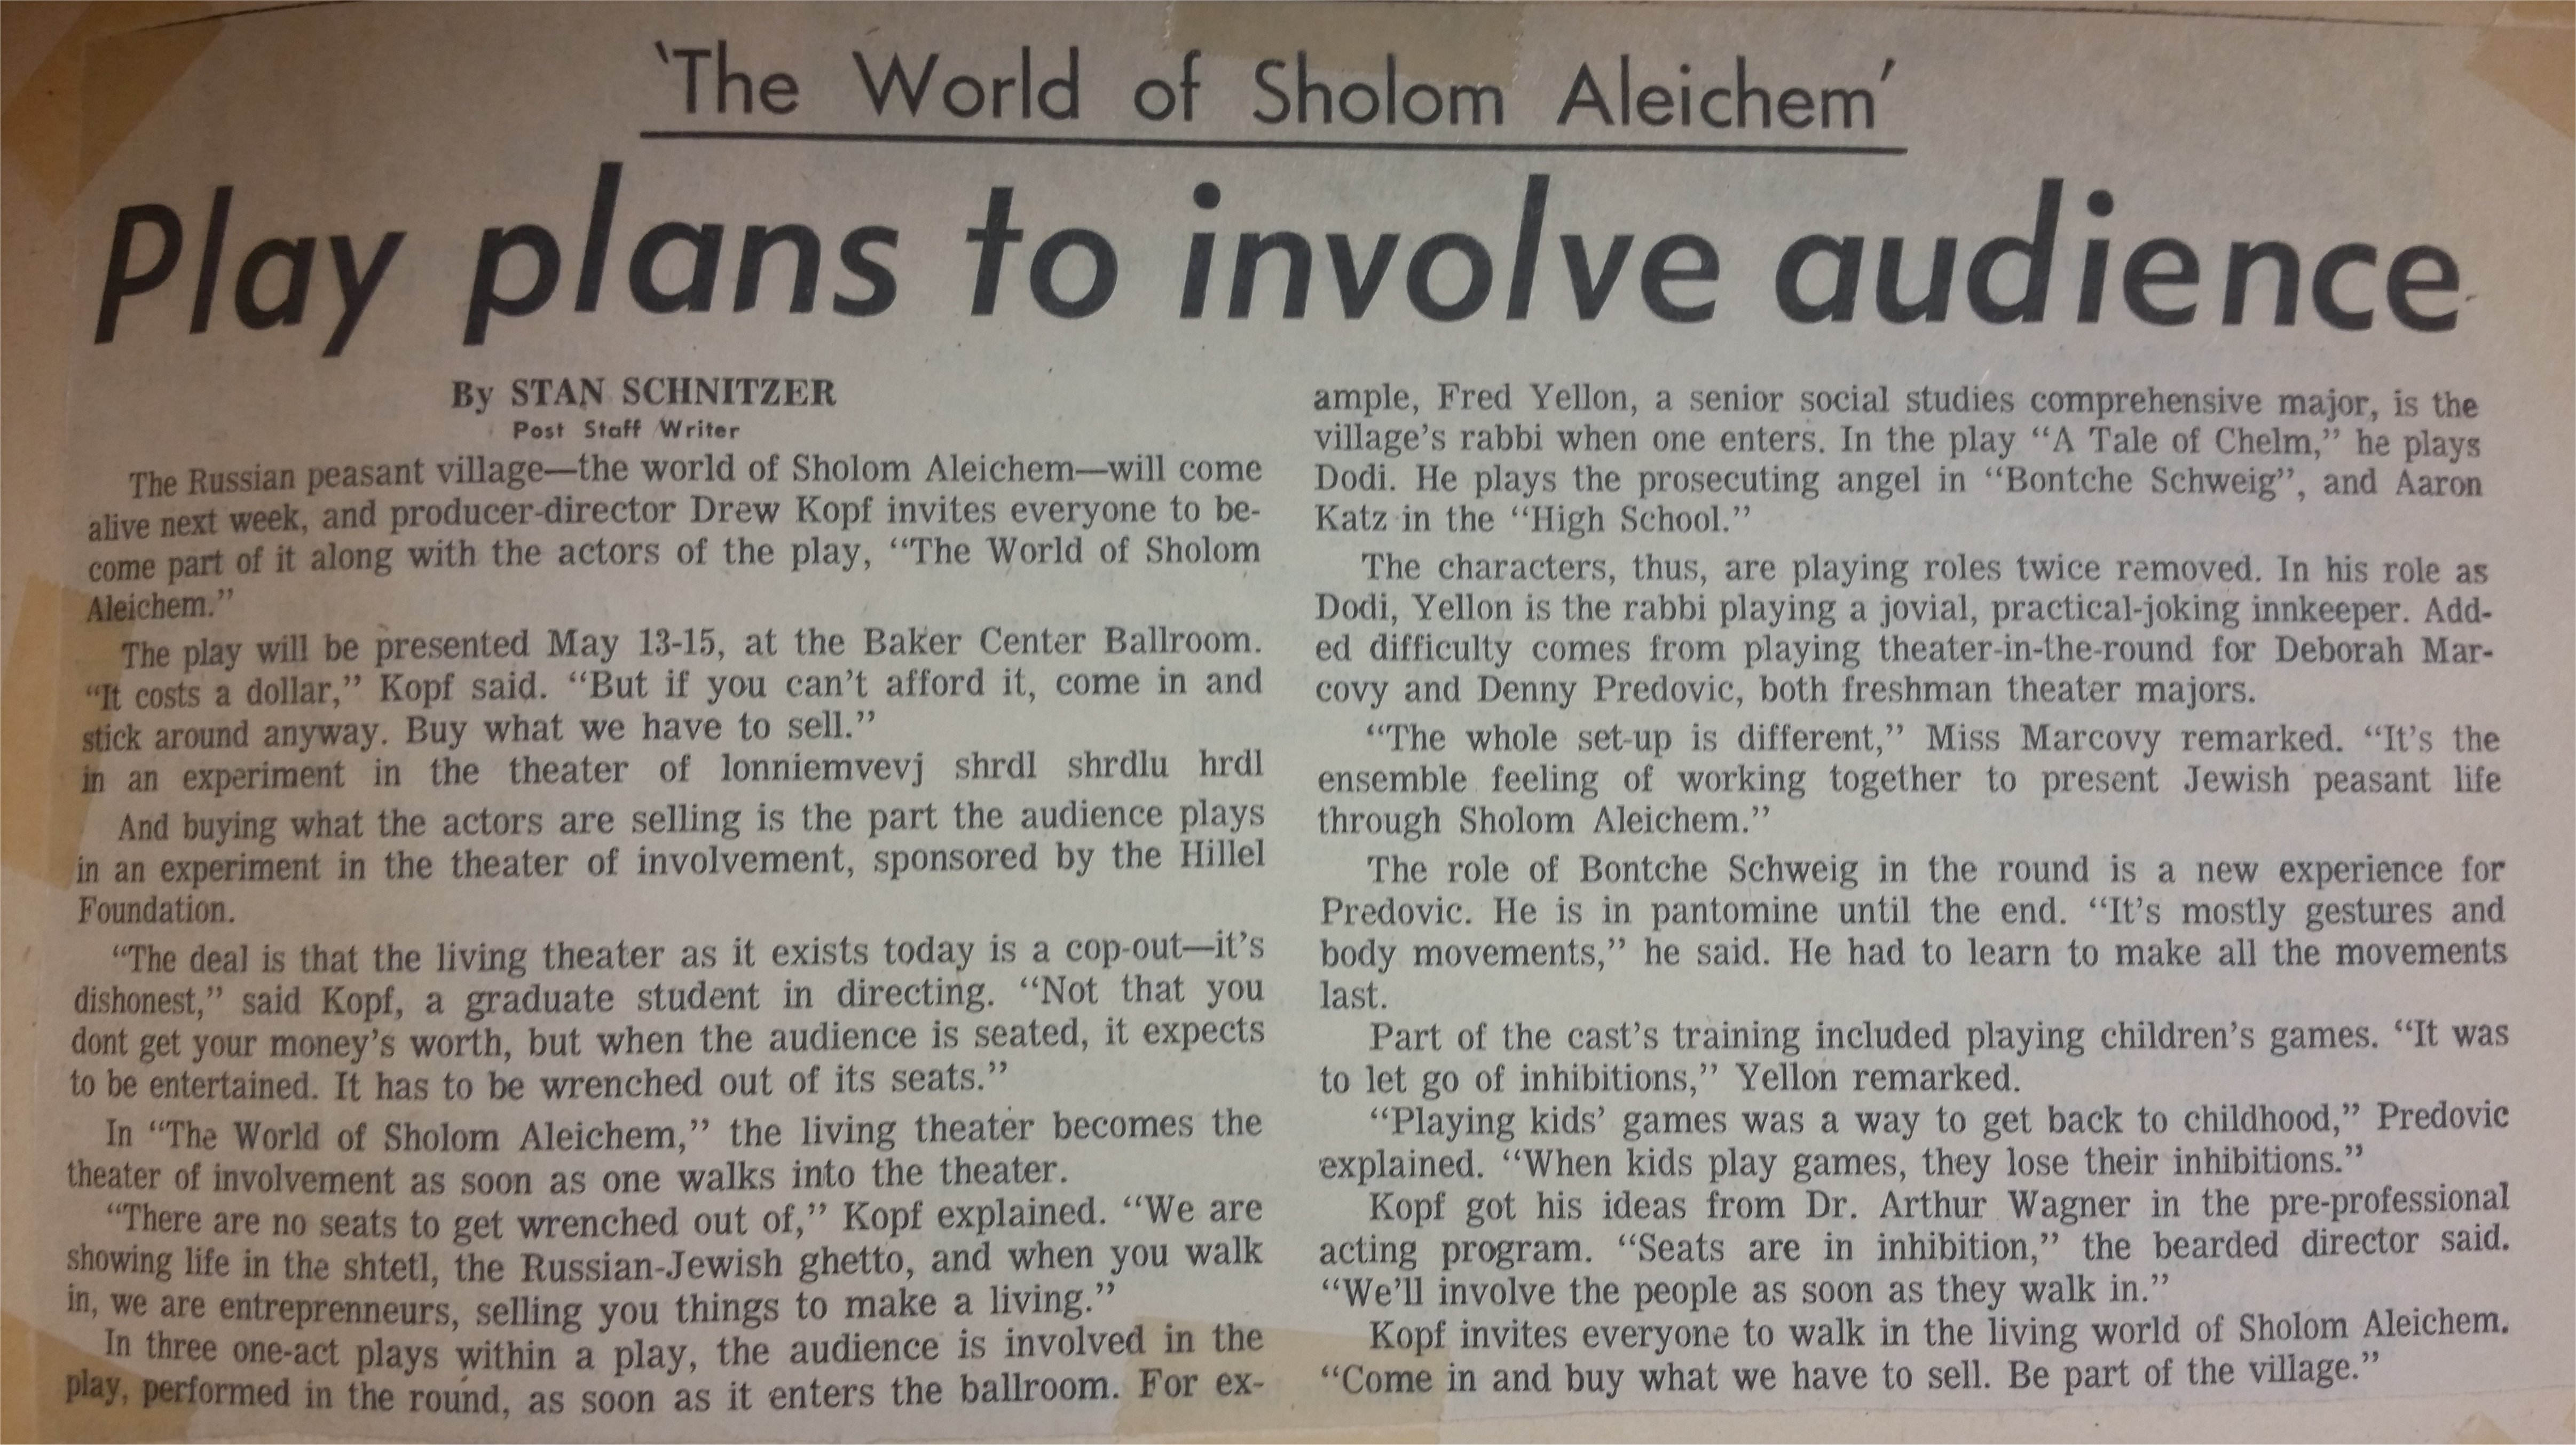 'The World of Sholom Aleichem'
Play plans to involve audience
By STAN SCHNITZER
Post Staff Writer
The Russian peasant village—the world of Sholom Aleichem—will come
alive next week, and producer-director Drew Kopf invites everyone to be-
come part of it along with the actors of the play, "The World of Sholom
Aleichem."
The play will be presented May 13-15, at the Baker Center Ballroom.
"It costs a dollar," Kopf said. "But if you can't afford it, come in and
stick around anyway. Buy what we have to sell."
in an experiment in the theater of lonniemvevj shrdl shrdlu hrdl
And buying what the actors are selling is the part the audience plays
in an experiment in the theater of involvement, sponsored by the Hillel
Foundation.
"The deal is that the living theater as it exists today is a cop-out—it's
dishonest," said Kopf, a graduate student in directing. "Not that you
dont get your money's worth, but when the audience is seated, it expects
to be entertained. It has to be wrenched out of its seats."
In "The World of Sholom Aleichem," the living theater becomes the
theater of involvement as soon as one walks into the theater.
"There are no seats to get wrenched out of," Kopf explained. "We are
showing life in the shtetl, the Russian-Jewish ghetto, and when you walk
in, we are entreprenneurs, selling you things to make a living."
In three one-act plays within a play, the audience is involved in the
play, performed in the round, as soon as it enters the ballroom. For ex-
ample, Fred Yellon, a senior social studies comprehensive major, is the
village's rabbi when one enters. In the play "A Tale of Chelm," he plays
Dodi. He plays the prosecuting angel in "Bontche Schweig", and Aaron
Katz in the "High School."
The characters, thus, are playing roles twice removed. In his role as
Dodi, Yellon is the rabbi playing a jovial, practical-joking innkeeper. Add-
ed difficulty comes from playing theater-in-the-round for Deborah Mar-
covy and Denny Predovic, both freshman theater majors.
"The whole set-up is different," Miss Marcovy remarked. "It's the
ensemble feeling of working together to present Jewish peasant life
through Sholom Aleichem."
The role of Bontche Schweig in the round is a new experience for
Predovic. He is in pantomine until the end. "It's mostly gestures and
body movements," he said. He had to learn to make all the movements
last.
Part of the cast's training included playing children's games. "It was
to let go of inhibitions," Yellon remarked.
"Playing kids' games was a way to get back to childhood," Predovic
explained. "When kids play games, they lose their inhibitions."
Kopf got his ideas from Dr. Arthur Wagner in the pre-professional
acting program. "Seats are in inhibition," the bearded director said.
"We'll involve the people as soon as they walk in."
Kopf invites everyone to walk in the living world of Sholom Aleichem.
"Come in and buy what we have to sell. Be part of the village."